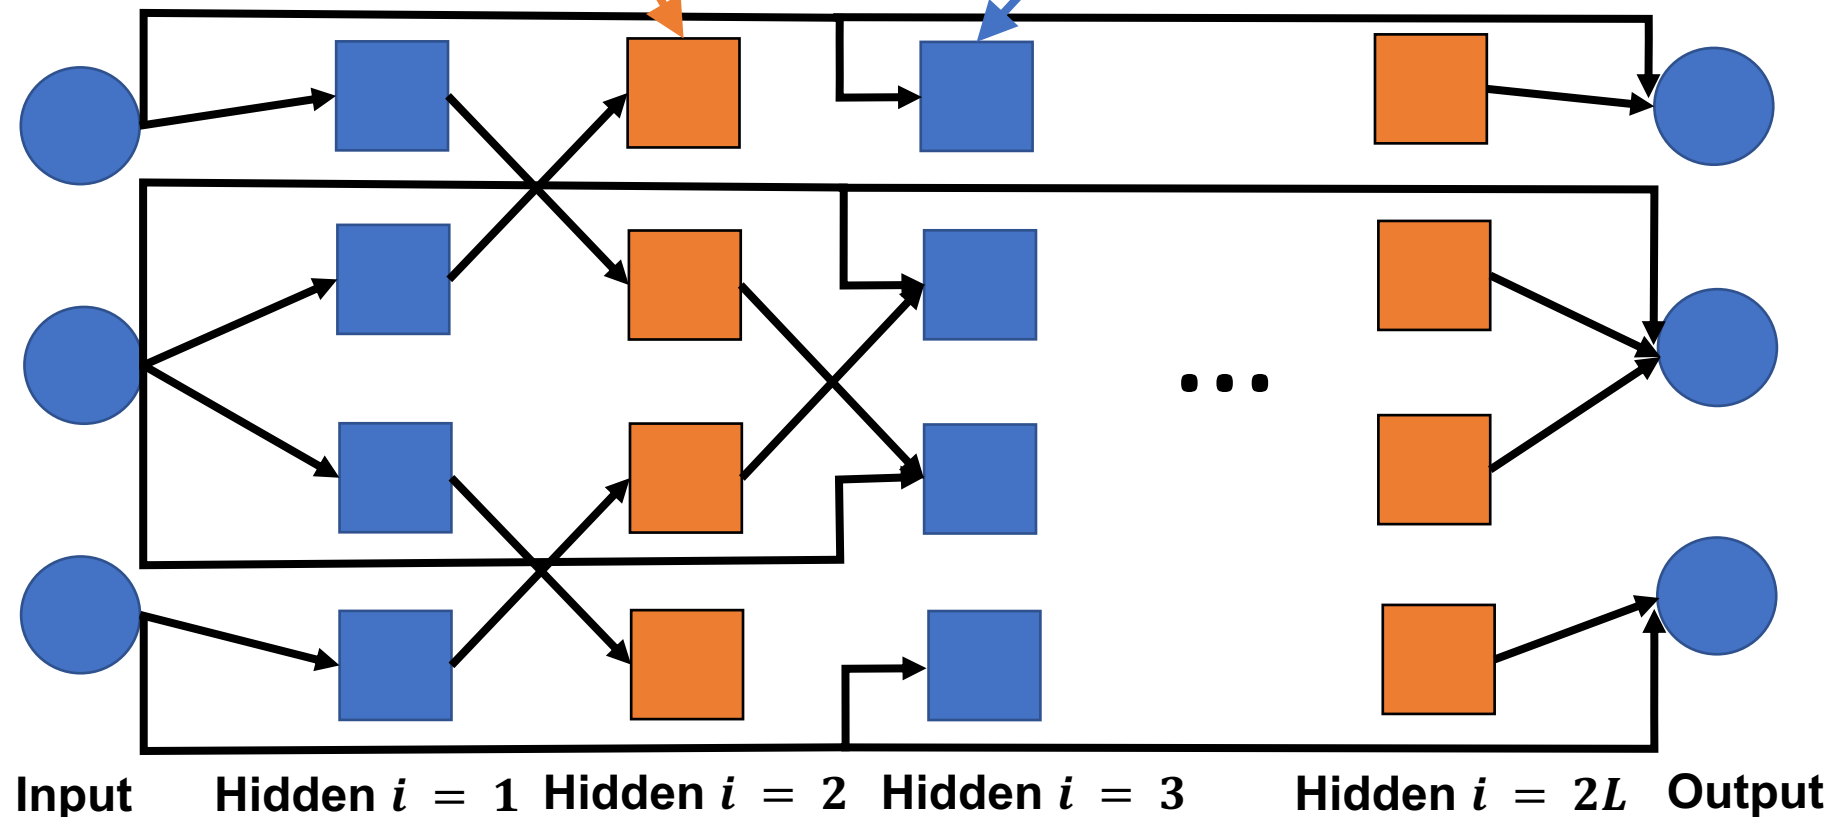 ...
Input Hidden i = 1 Hidden i = 2 Hidden i = 3 Hidden i = 2L Output